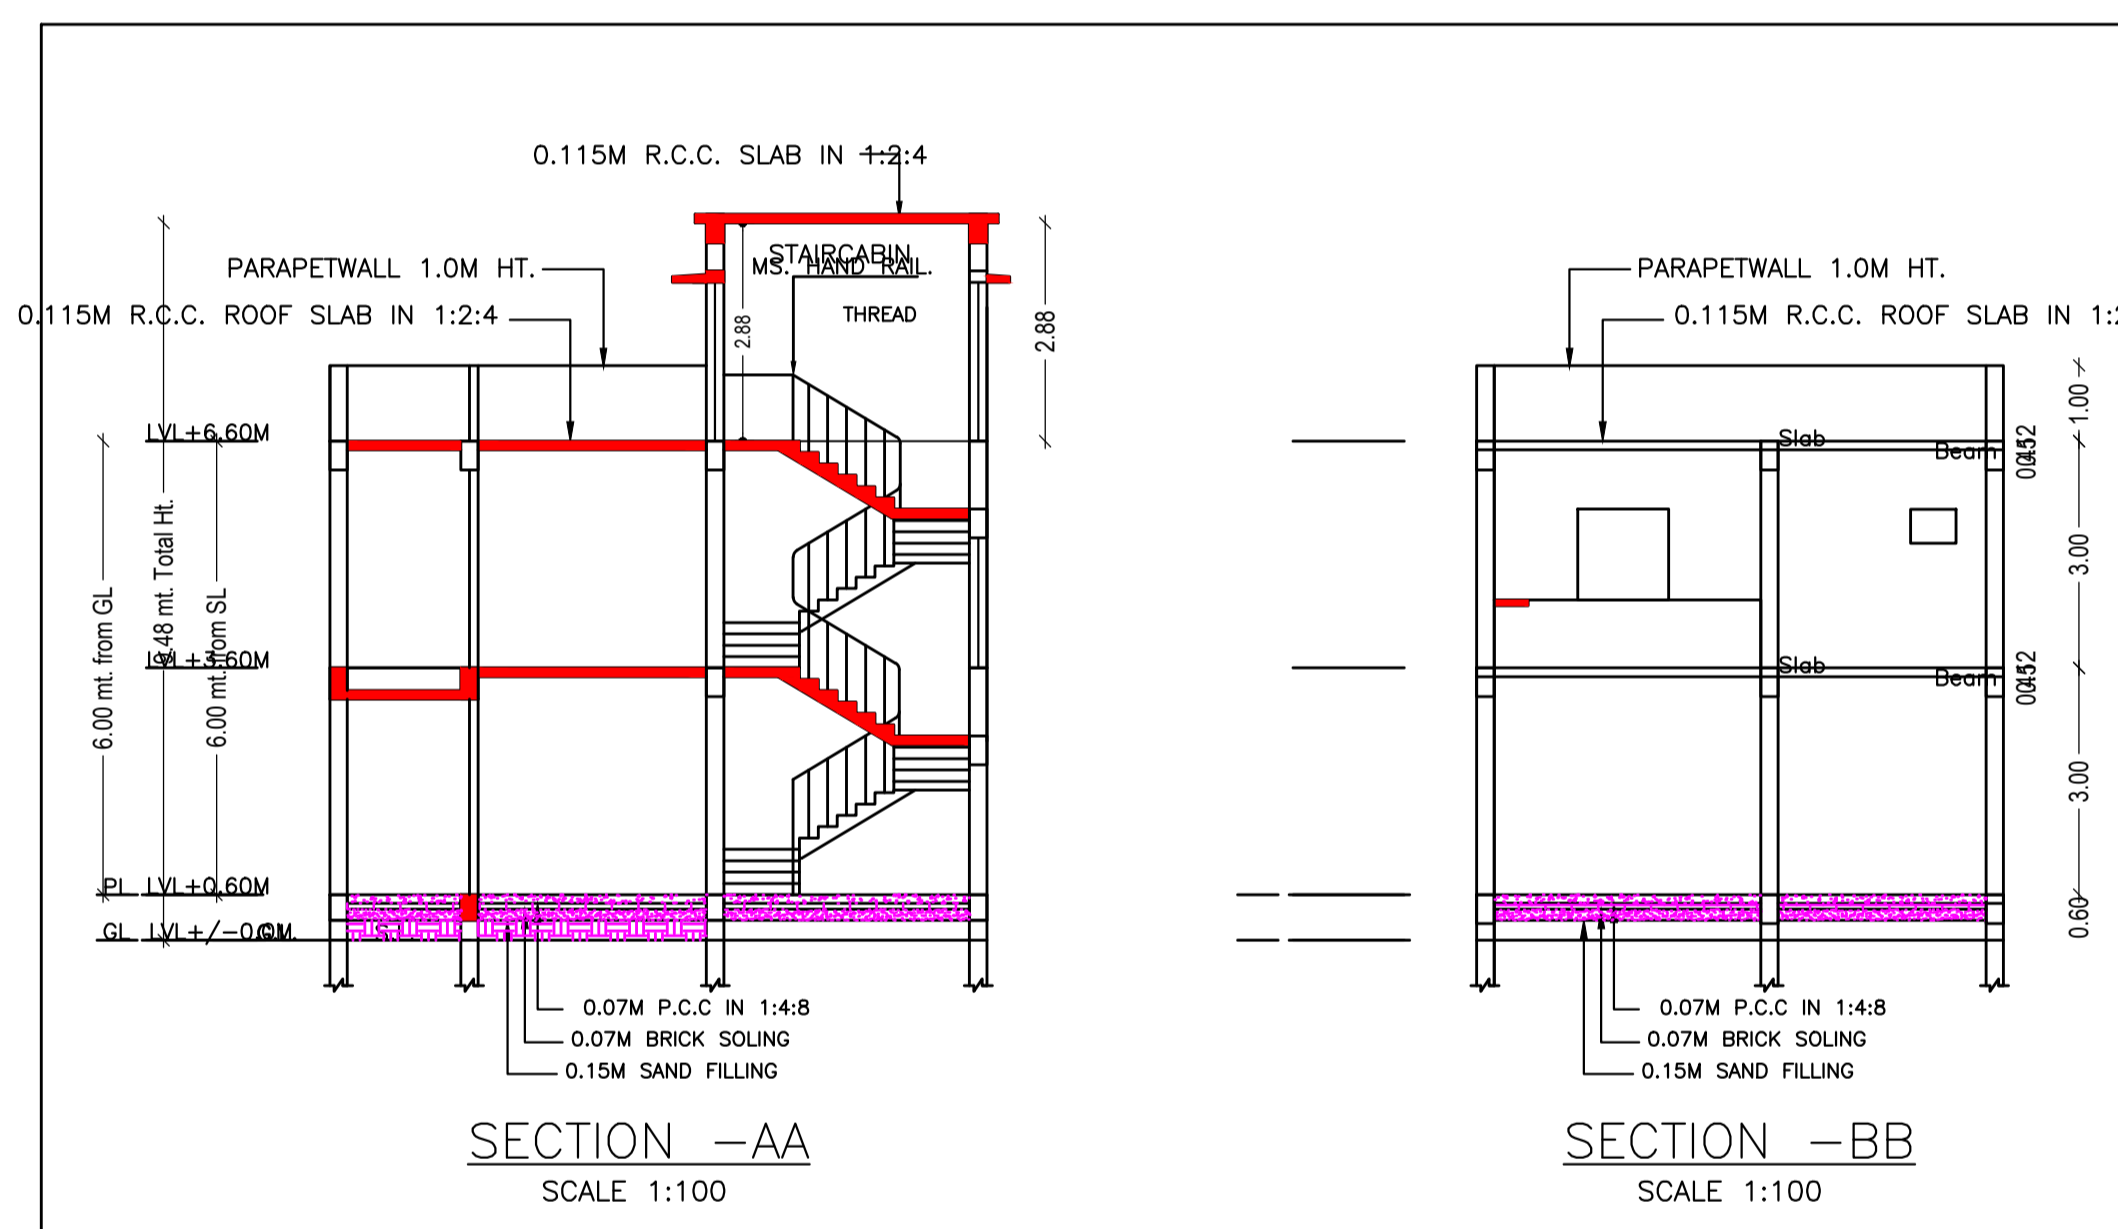 0.115M R.C.C. SLAB IN 1:2:4
STAIRCABIN
MS. HAND RAIL.
THREAD
PARAPETWALL 1.0M HT.
0.115M R.C.C. ROOF SLAB IN 1:2:4
2.88
2.88
LVL+6.60M
9.48 mt. Total Ht.
6.00 mt. from GL
6.00 mt. from SL
LVL+3.60M
PL LVL+0.60M
GL LVL+/-0.0M.
G.L.
0.07M P.C.C IN 1:4:8
0.07M BRICK SOLING
0.15M SAND FILLING
SECTION -AA
SCALE 1:100
PARAPETWALL 1.0M HT.
0.115M R.C.C. ROOF SLAB IN 1:
1.00
Slab
Beam
3.00
Slab
Beam
3.00
0.60
0.07M P.C.C IN 1:4:8
0.07M BRICK SOLING
0.15M SAND FILLING
SECTION -BB
SCALE 1:100